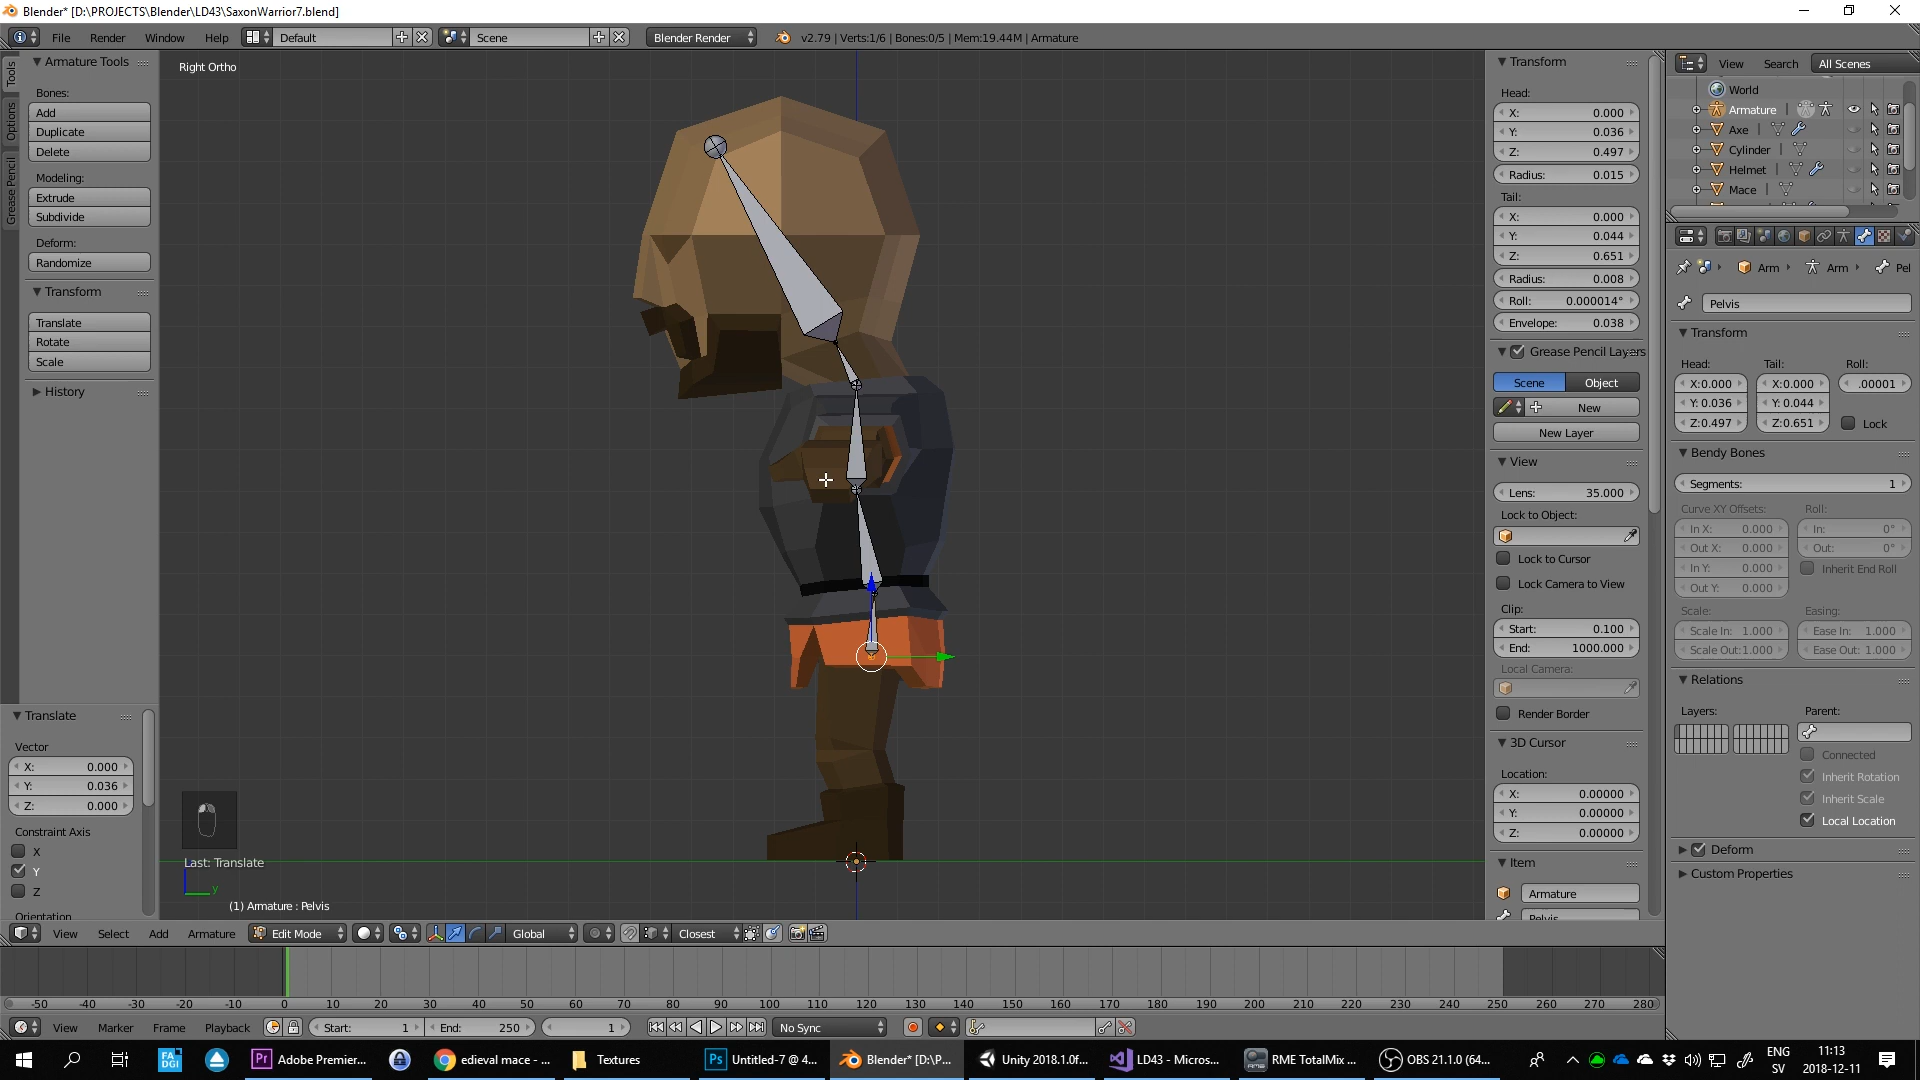 Blender* [D:\PROJECTS\Blender\LD43\SaxonWarrior7.blend]
File Render Window Help Default Scene Blender Render v2.79 | Verts:1/6 | Bones:0/5 | Mem:19.44M | Armature
Tools
Options
Grease Pencil
Armature Tools
Bones:
Add
Duplicate
Delete
Modeling:
Extrude
Subdivide
Deform:
Randomize
Transform
Translate
Rotate
Scale
History
Translate
Vector
X: 0.000
Y: 0.036
Z: 0.000
Constraint Axis
X
Y
Z
Orientation
Right Ortho
Last: Translate
y
(1) Armature : Pelvis
Transform
Head:
X: 0.000
Y: 0.036
Z: 0.497
Radius: 0.015
Tail:
X: 0.000
Y: 0.044
Z: 0.651
Radius: 0.008
Roll: 0.000014°
Envelope: 0.038
Grease Pencil Layers
Scene Object
New
New Layer
View
Lens: 35.000
Lock to Object:
Lock to Cursor
Lock Camera to View
Clip:
Start: 0.100
End: 1000.000
Local Camera:
Render Border
3D Cursor
Location:
X: 0.00000
Y: 0.00000
Z: 0.00000
Item
Armature
Pelvis
View Search All Scenes
World
Armature
Axe
Cylinder
Helmet
Mace
Arm Arm Pel
Pelvis
Transform
Head: Tail: Roll:
X:0.000 X:0.000 .00001
Y: 0.036 Y: 0.044
Z:0.497 Z:0.651 Lock
Bendy Bones
Segments: 1
Curve XY Offsets: Roll:
In X: 0.000 In: 0°
Out X: 0.000 Out: 0°
In Y: 0.000 Inherit End Roll
Out Y: 0.000
Scale: Easing:
Scale In: 1.000 Ease In: 1.000
Scale Out:1.000 Ease Out: 1.000
Relations
Layers: Parent:
Connected
Inherit Rotation
Inherit Scale
Local Location
Deform
Custom Properties
View Select Add Armature Edit Mode Global Closest
-50 -40 -30 -20 -10 0 10 20 30 40 50 60 70 80 90 100 110 120 130 140 150 160 170 180 190 200 210 220 230 240 250 260 270 280
View Marker Frame Playback Start: 1 End: 250 1 No Sync
FADGI Adobe Premier... edieval mace - ... Textures Untitled-7 @ 4... Blender* [D:\P... Unity 2018.1.0f... LD43 - Micros... RME TotalMix ... OBS 21.1.0 (64... ENG 11:13
SV 2018-12-11